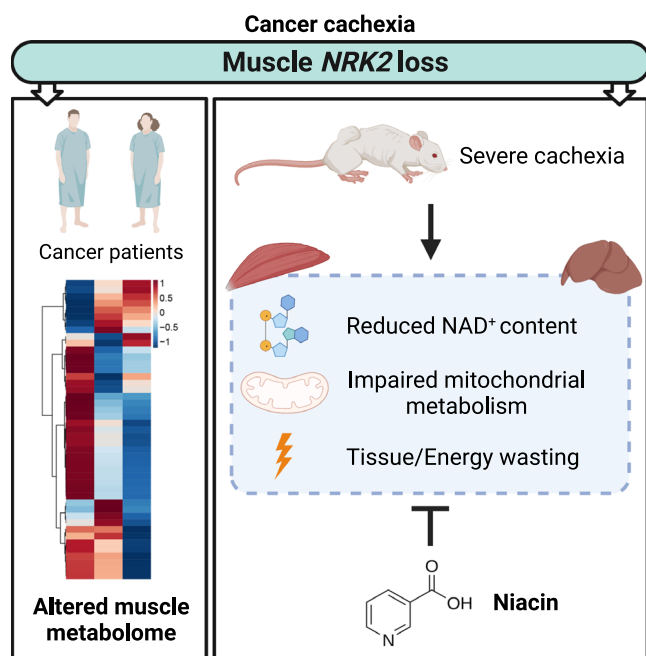 Cancer cachexia
Muscle NRK2 loss
Cancer patients
1
0.5
0
−0.5
−1
Altered muscle
metabolome
Severe cachexia
Reduced NAD⁺ content
Impaired mitochondrial
metabolism
Tissue/Energy wasting
O
OH
N
Niacin